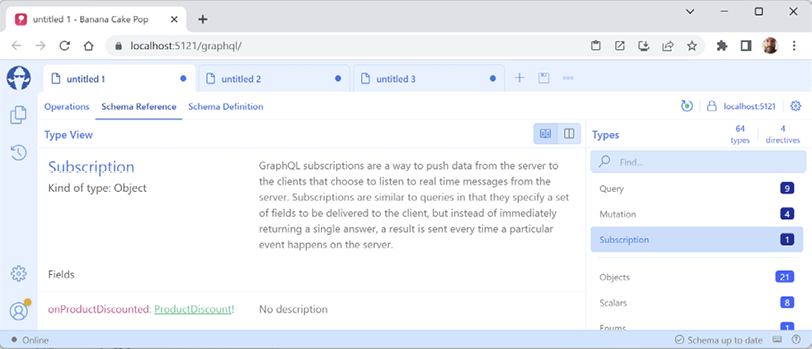 untitled 1 - Banana Cake Pop
localhost:5121/graphql/
untitled 1
untitled 2
untitled 3
Operations
Schema Reference
Schema Definition
localhost:5121
Type View
Types
64
types
4
directives
Subscription
Kind of type: Object
GraphQL subscriptions are a way to push data from the server to
the clients that choose to listen to real time messages from the
server. Subscriptions are similar to queries in that they specify a set
of fields to be delivered to the client, but instead of immediately
returning a single answer, a result is sent every time a particular
event happens on the server.
Find...
Query 9
Mutation 4
Subscription 1
Objects 21
Scalars 8
Enums 1
Fields
onProductDiscounted: ProductDiscount!
No description
Online
Schema up to date